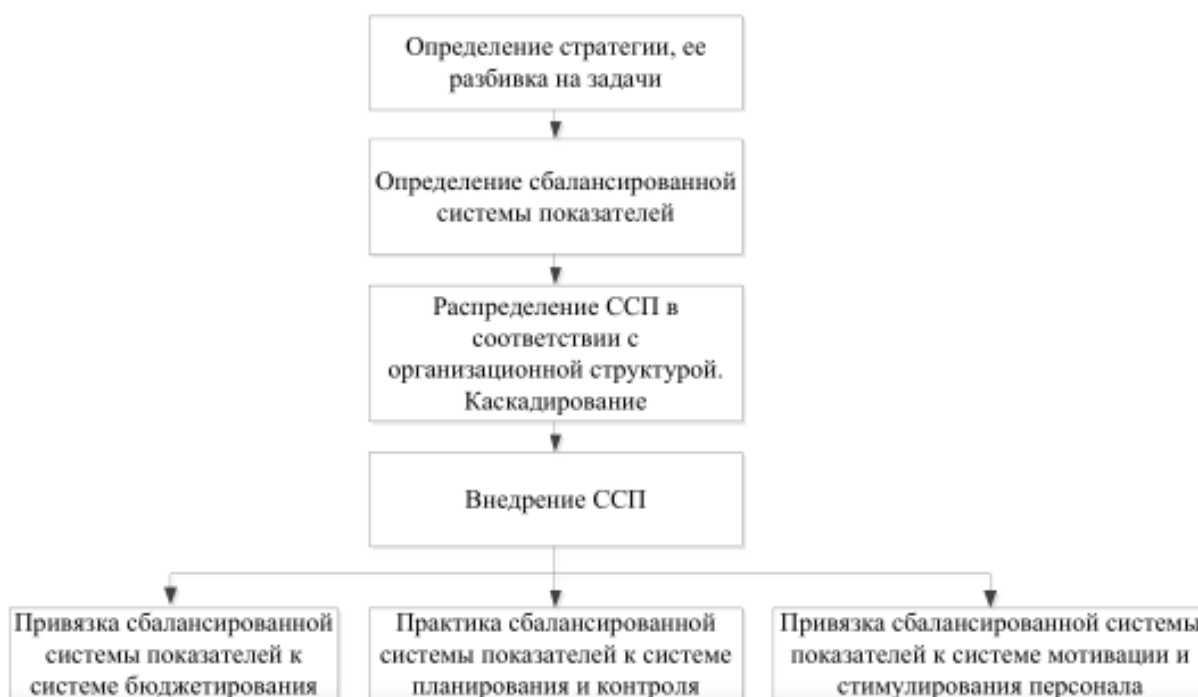 Определение стратегии, ее
разбивка на задачи
Определение сбалансированной
системы показателей
Распределение ССП в
соответствии с
организационной структурой.
Каскадирование
Внедрение ССП
Привязка сбалансированной
системы показателей к
системе бюджетирования
Практика сбалансированной
системы показателей к системе
планирования и контроля
Привязка сбалансированной системы
показателей к системе мотивации и
стимулирования персонала